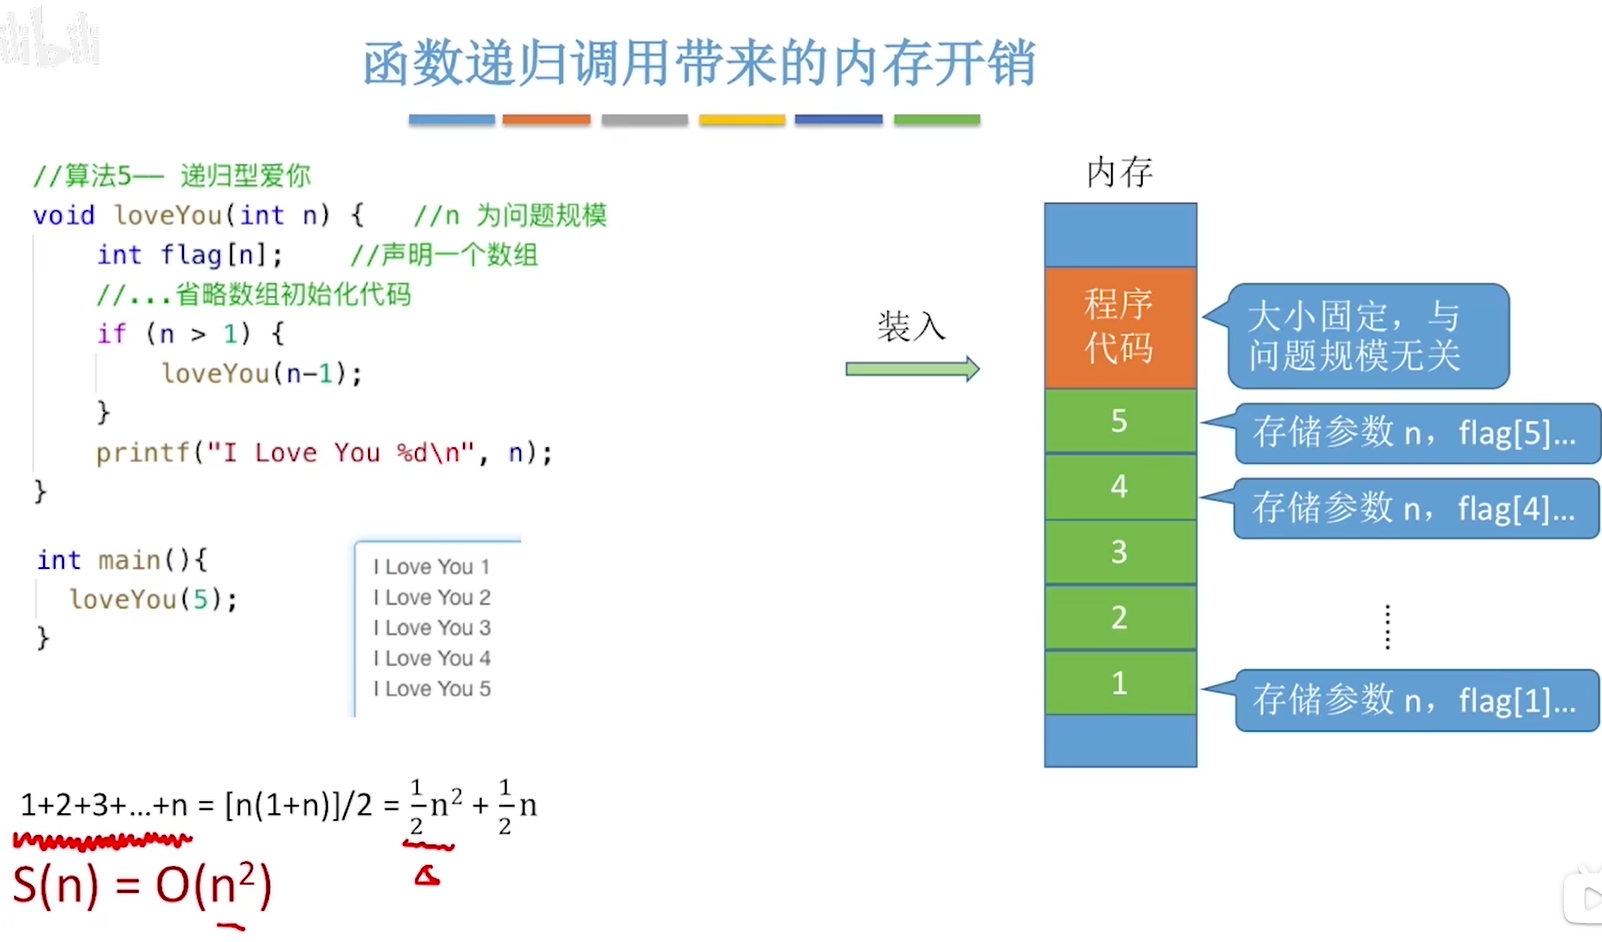 bilibili
函数递归调用带来的内存开销
//算法5—— 递归型爱你
void loveYou(int n) {   //n 为问题规模
    int flag[n];    //声明一个数组
    //...省略数组初始化代码
    if (n > 1) {
        loveYou(n-1);
    }
    printf("I Love You %d\n", n);
}
int main(){
  loveYou(5);
}
I Love You 1
I Love You 2
I Love You 3
I Love You 4
I Love You 5
1+2+3+...+n = [n(1+n)]/2 = 1/2 n² + 1/2 n
S(n) = O(n²)
装入
内存
程序
代码
5
4
3
2
1
大小固定，与
问题规模无关
存储参数 n，flag[5]...
存储参数 n，flag[4]...
存储参数 n，flag[1]...